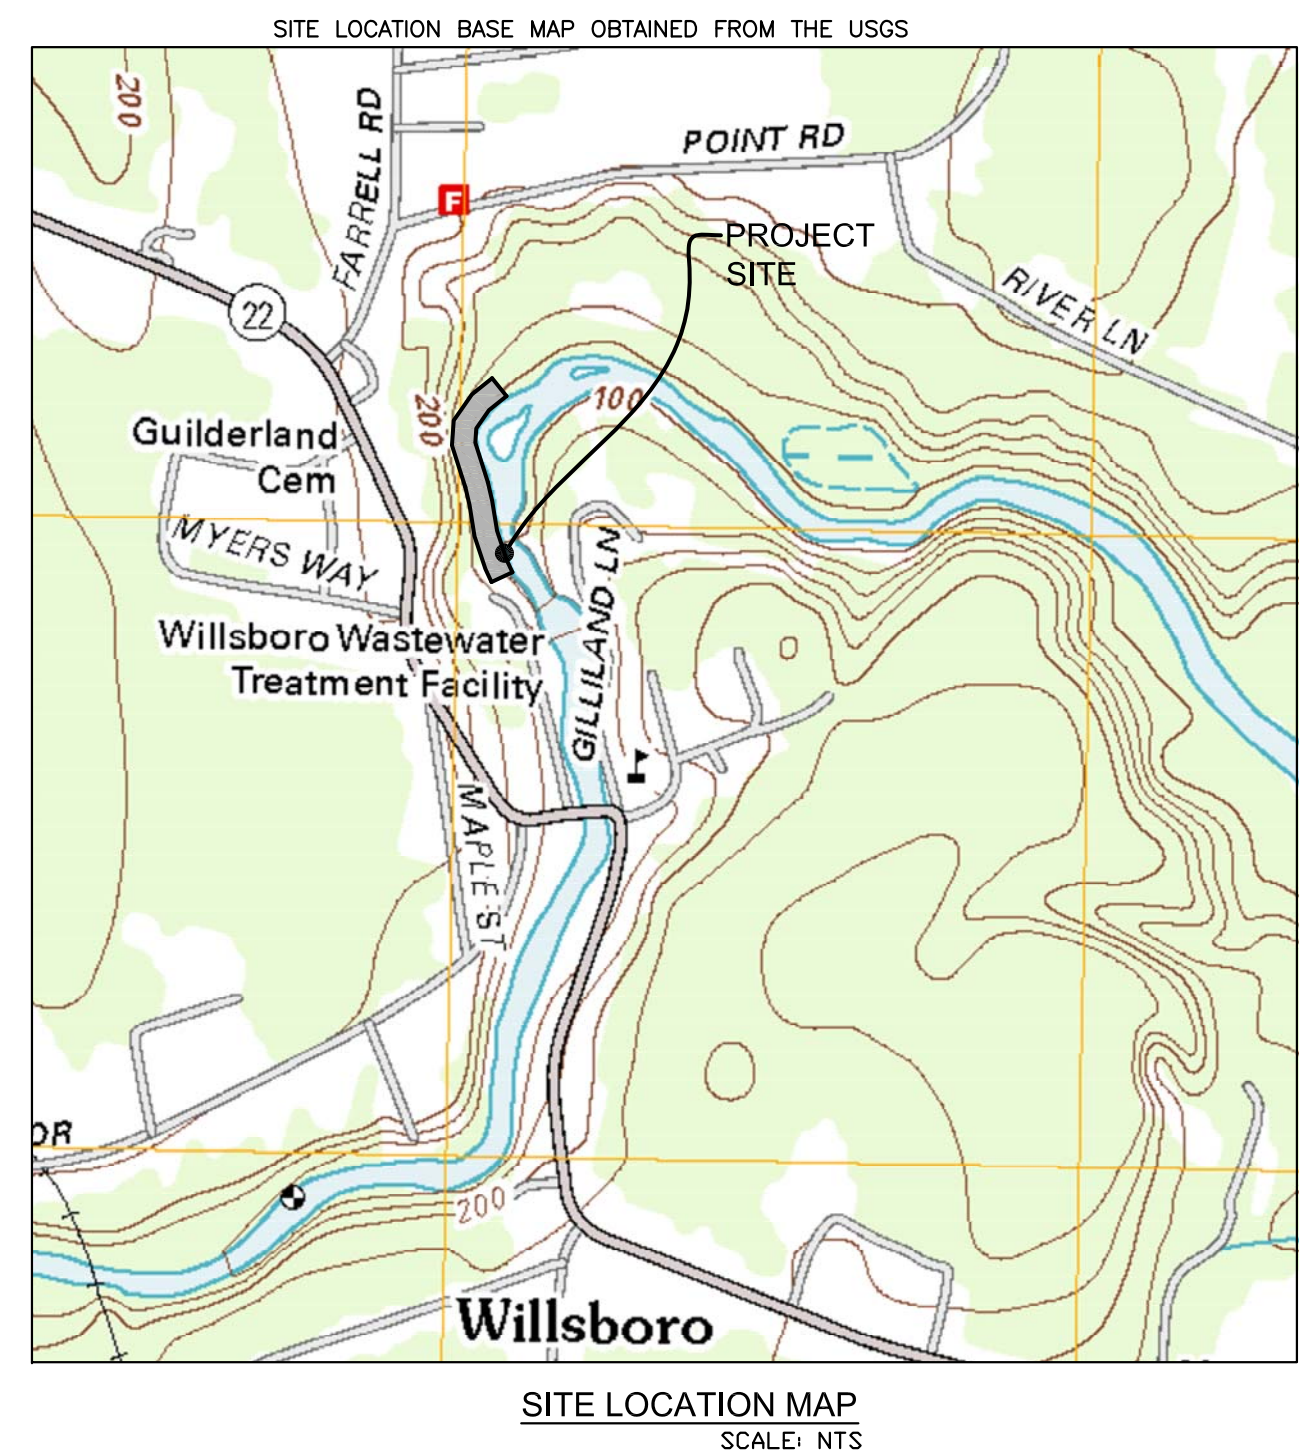 SITE LOCATION BASE MAP OBTAINED FROM THE USGS
200
FARRELL RD
POINT RD
F
PROJECT
SITE
22
RIVER LN
200
100
Guilderland
Cem
MYERS WAY
GILLILAND LN
Willsboro Wastewater
Treatment Facility
MAPLE ST
DR
200
Willsboro
SITE LOCATION MAP
SCALE: NTS